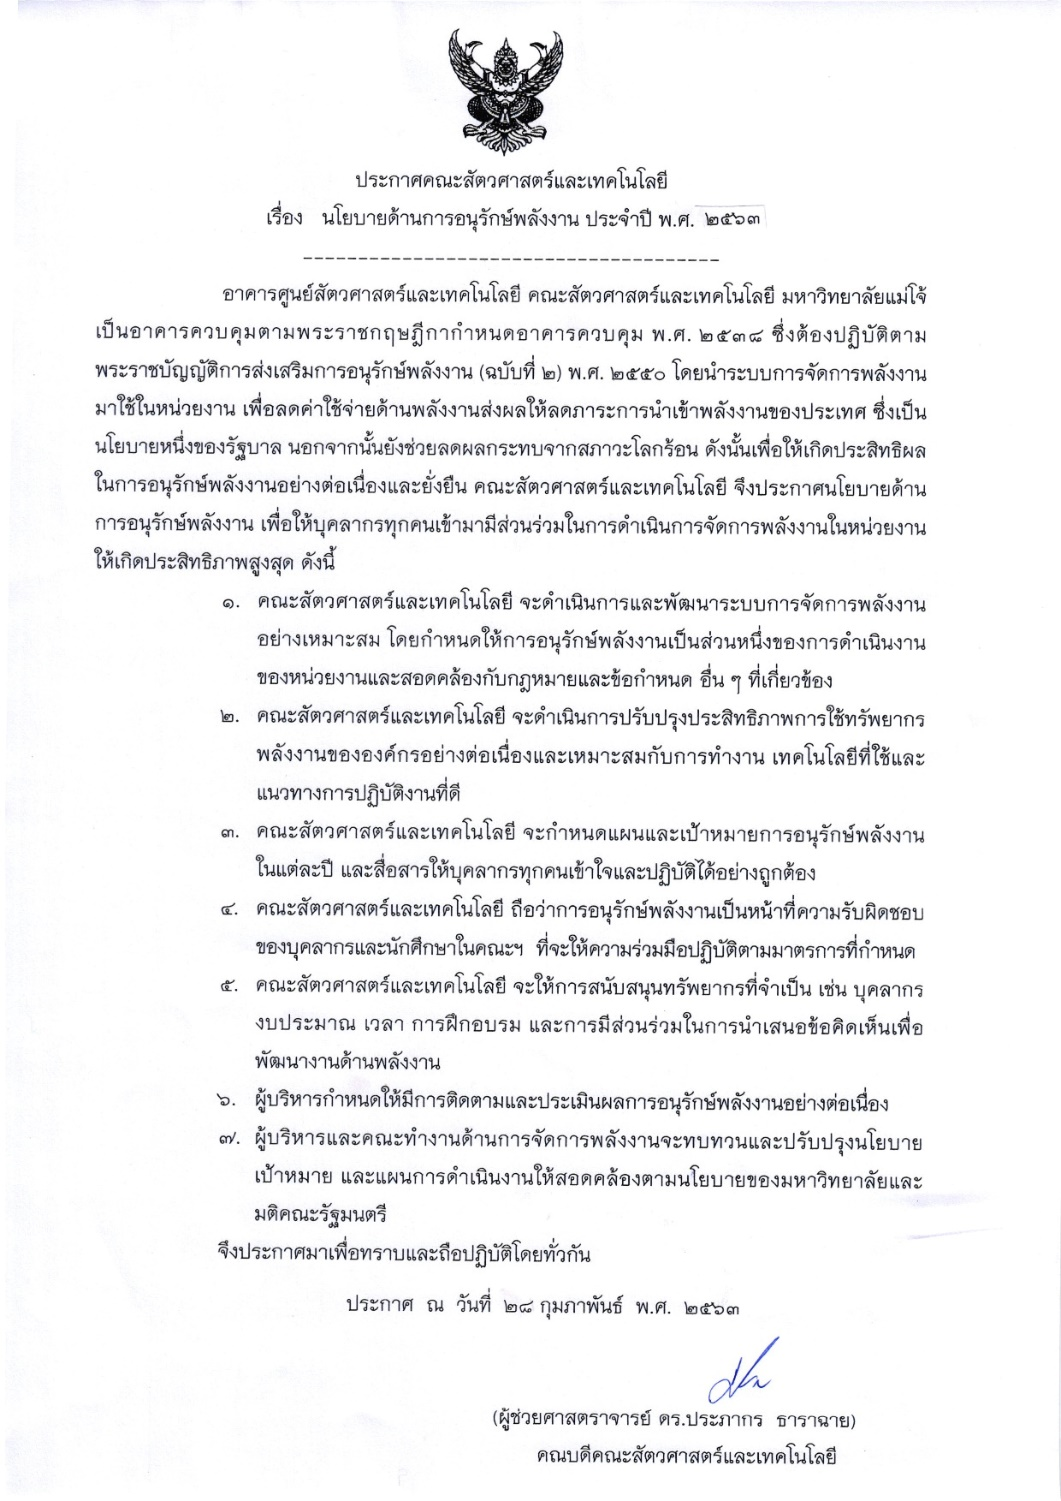 ประกาศคณะสัตวศาสตร์และเทคโนโลยี
เรื่อง นโยบายด้านการอนุรักษ์พลังงาน ประจำปี พ.ศ. ๒๕๖๓
--------------------------------------
อาคารศูนย์สัตวศาสตร์และเทคโนโลยี คณะสัตวศาสตร์และเทคโนโลยี มหาวิทยาลัยแม่โจ้
เป็นอาคารควบคุมตามพระราชกฤษฎีกากำหนดอาคารควบคุม พ.ศ. ๒๕๓๘ ซึ่งต้องปฏิบัติตาม
พระราชบัญญัติการส่งเสริมการอนุรักษ์พลังงาน (ฉบับที่ ๒) พ.ศ. ๒๕๕๐ โดยนำระบบการจัดการพลังงาน
มาใช้ในหน่วยงาน เพื่อลดค่าใช้จ่ายด้านพลังงานส่งผลให้ลดภาระการนำเข้าพลังงานของประเทศ ซึ่งเป็น
นโยบายหนึ่งของรัฐบาล นอกจากนั้นยังช่วยลดผลกระทบจากสภาวะโลกร้อน ดังนั้นเพื่อให้เกิดประสิทธิผล
ในการอนุรักษ์พลังงานอย่างต่อเนื่องและยั่งยืน คณะสัตวศาสตร์และเทคโนโลยี จึงประกาศนโยบายด้าน
การอนุรักษ์พลังงาน เพื่อให้บุคลากรทุกคนเข้ามามีส่วนร่วมในการดำเนินการจัดการพลังงานในหน่วยงาน
ให้เกิดประสิทธิภาพสูงสุด ดังนี้
๑. คณะสัตวศาสตร์และเทคโนโลยี จะดำเนินการและพัฒนาระบบการจัดการพลังงาน
อย่างเหมาะสม โดยกำหนดให้การอนุรักษ์พลังงานเป็นส่วนหนึ่งของการดำเนินงาน
ของหน่วยงานและสอดคล้องกับกฎหมายและข้อกำหนด อื่น ๆ ที่เกี่ยวข้อง
๒. คณะสัตวศาสตร์และเทคโนโลยี จะดำเนินการปรับปรุงประสิทธิภาพการใช้ทรัพยากร
พลังงานขององค์กรอย่างต่อเนื่องและเหมาะสมกับการทำงาน เทคโนโลยีที่ใช้และ
แนวทางการปฏิบัติงานที่ดี
๓. คณะสัตวศาสตร์และเทคโนโลยี จะกำหนดแผนและเป้าหมายการอนุรักษ์พลังงาน
ในแต่ละปี และสื่อสารให้บุคลากรทุกคนเข้าใจและปฏิบัติได้อย่างถูกต้อง
๔. คณะสัตวศาสตร์และเทคโนโลยี ถือว่าการอนุรักษ์พลังงานเป็นหน้าที่ความรับผิดชอบ
ของบุคลากรและนักศึกษาในคณะฯ ที่จะให้ความร่วมมือปฏิบัติตามมาตรการที่กำหนด
๕. คณะสัตวศาสตร์และเทคโนโลยี จะให้การสนับสนุนทรัพยากรที่จำเป็น เช่น บุคลากร
งบประมาณ เวลา การฝึกอบรม และการมีส่วนร่วมในการนำเสนอข้อคิดเห็นเพื่อ
พัฒนางานด้านพลังงาน
๖. ผู้บริหารกำหนดให้มีการติดตามและประเมินผลการอนุรักษ์พลังงานอย่างต่อเนื่อง
๗. ผู้บริหารและคณะทำงานด้านการจัดการพลังงานจะทบทวนและปรับปรุงนโยบาย
เป้าหมาย และแผนการดำเนินงานให้สอดคล้องตามนโยบายของมหาวิทยาลัยและ
มติคณะรัฐมนตรี
จึงประกาศมาเพื่อทราบและถือปฏิบัติโดยทั่วกัน
ประกาศ ณ วันที่ ๒๘ กุมภาพันธ์ พ.ศ. ๒๕๖๓
(ผู้ช่วยศาสตราจารย์ ดร.ประภากร ธาราฉาย)
คณบดีคณะสัตวศาสตร์และเทคโนโลยี